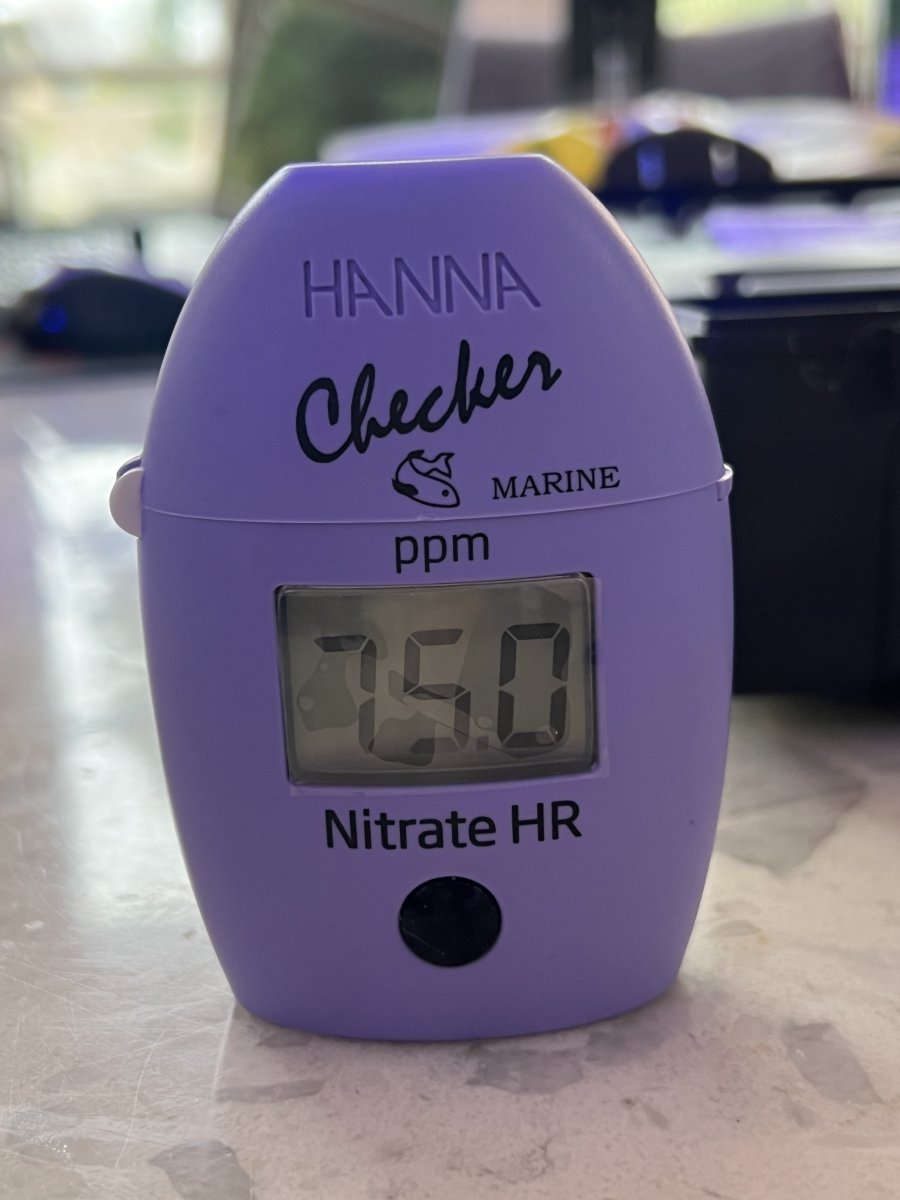 HANNA
Checker
MARINE
ppm
75.0
Nitrate HR